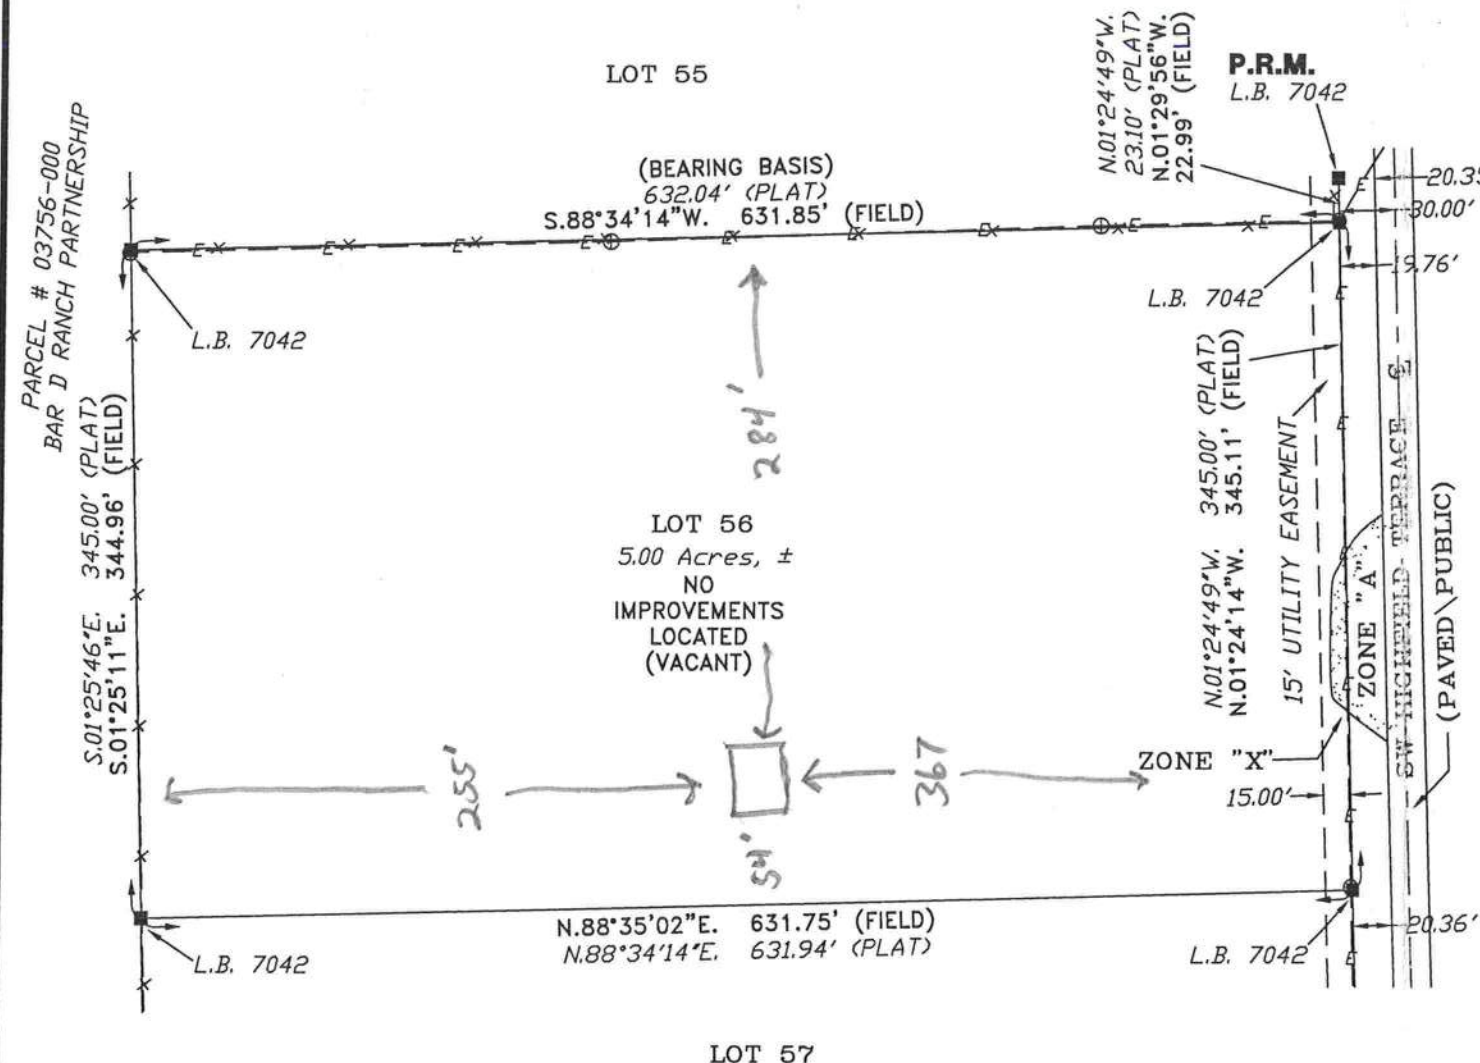 LOT 55
N.01°24'49"W.
23.10' (PLAT)
N.01°29'56"W.
22.99' (FIELD)
P.R.M.
L.B. 7042
PARCEL # 03756-000
BAR D RANCH PARTNERSHIP
(BEARING BASIS)
632.04' (PLAT)
S.88°34'14"W. 631.85' (FIELD)
20.35
30.00'
19.76'
L.B. 7042
L.B. 7042
S.01°25'46"E. 345.00' (PLAT)
S.01°25'11"E. 344.96' (FIELD)
284'
N.01°24'49"W. 345.00' (PLAT)
N.01°24'14"W. 345.11' (FIELD)
15' UTILITY EASEMENT
ZONE "A"
SW HIGHFIELD TERRACE
(PAVED\PUBLIC)
LOT 56
5.00 Acres, ±
NO
IMPROVEMENTS
LOCATED
(VACANT)
255'
367
ZONE "X"
15.00'
54'
N.88°35'02"E. 631.75' (FIELD)
N.88°34'14"E. 631.94' (PLAT)
L.B. 7042
L.B. 7042
20.36'
LOT 57